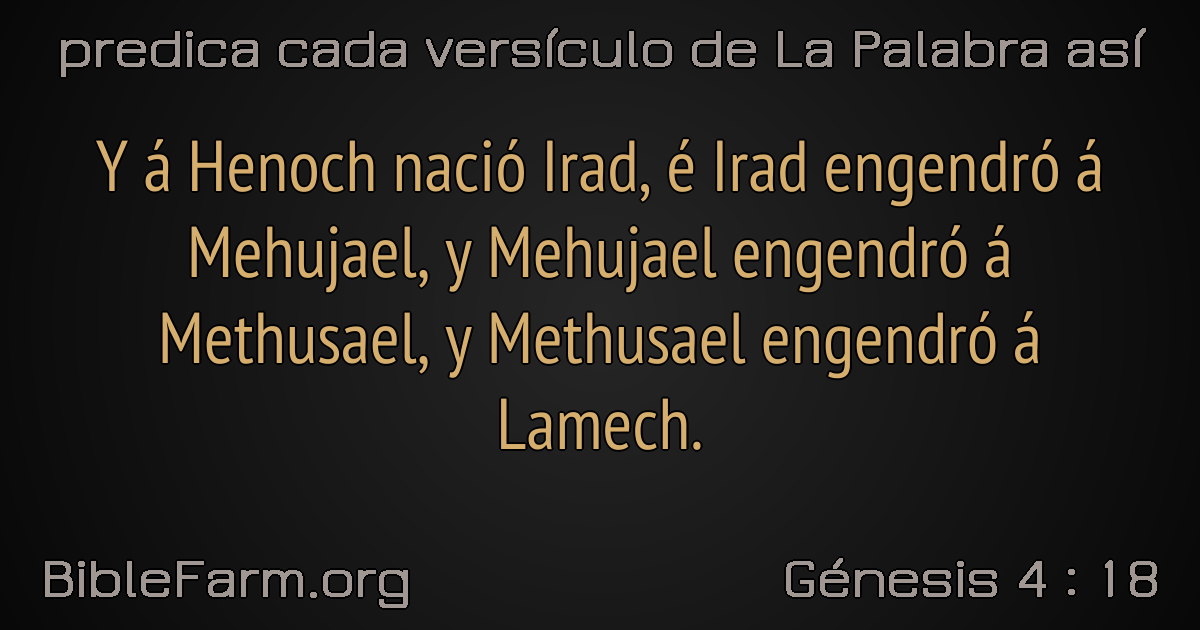 predica cada versículo de La Palabra así
Y á Henoch nació Irad, é Irad engendró á
Mehujael, y Mehujael engendró á
Methusael, y Methusael engendró á
Lamech.
BibleFarm.org
Génesis 4 : 18